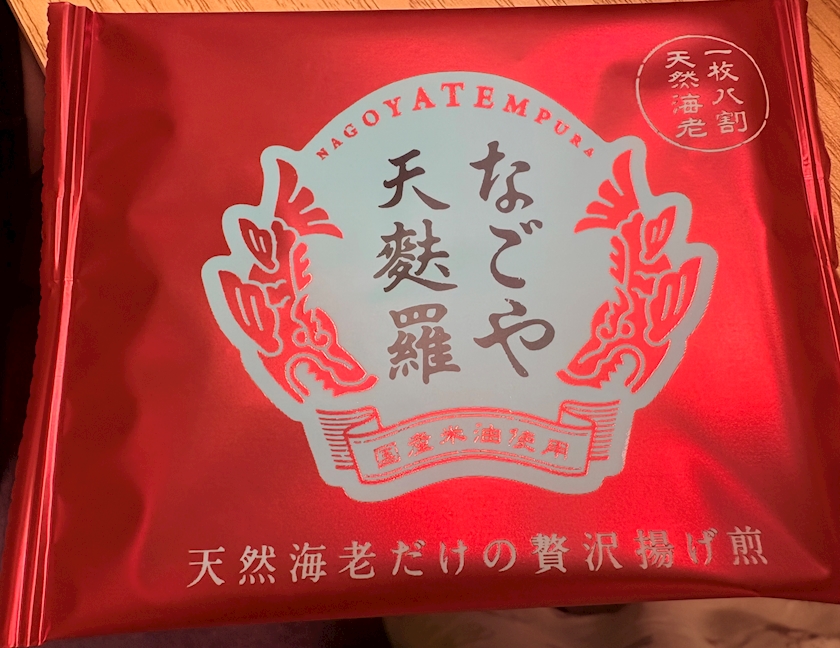 一枚八割
天然海老
NAGOYATEMPURA
なごや
天麩羅
国産米油使用
天然海老だけの贅沢揚げ煎